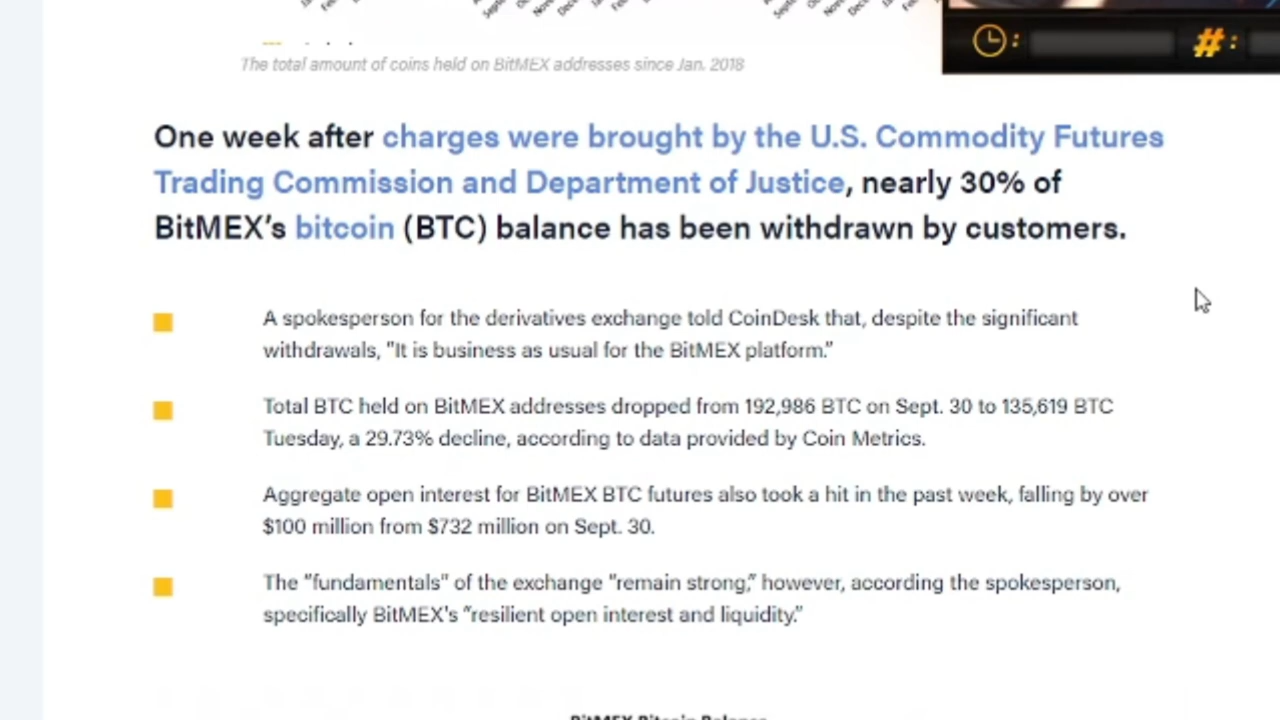 The total amount of coins held on BitMEX addresses since Jan. 2018
: #:
One week after charges were brought by the U.S. Commodity Futures
Trading Commission and Department of Justice, nearly 30% of
BitMEX's bitcoin (BTC) balance has been withdrawn by customers.
A spokesperson for the derivatives exchange told CoinDesk that, despite the significant
withdrawals, "It is business as usual for the BitMEX platform."
Total BTC held on BitMEX addresses dropped from 192,986 BTC on Sept. 30 to 135,619 BTC
Tuesday, a 29.73% decline, according to data provided by Coin Metrics.
Aggregate open interest for BitMEX BTC futures also took a hit in the past week, falling by over
$100 million from $732 million on Sept. 30.
The "fundamentals" of the exchange "remain strong," however, according the spokesperson,
specifically BitMEX's "resilient open interest and liquidity."
BitMEX Bitcoin Balance